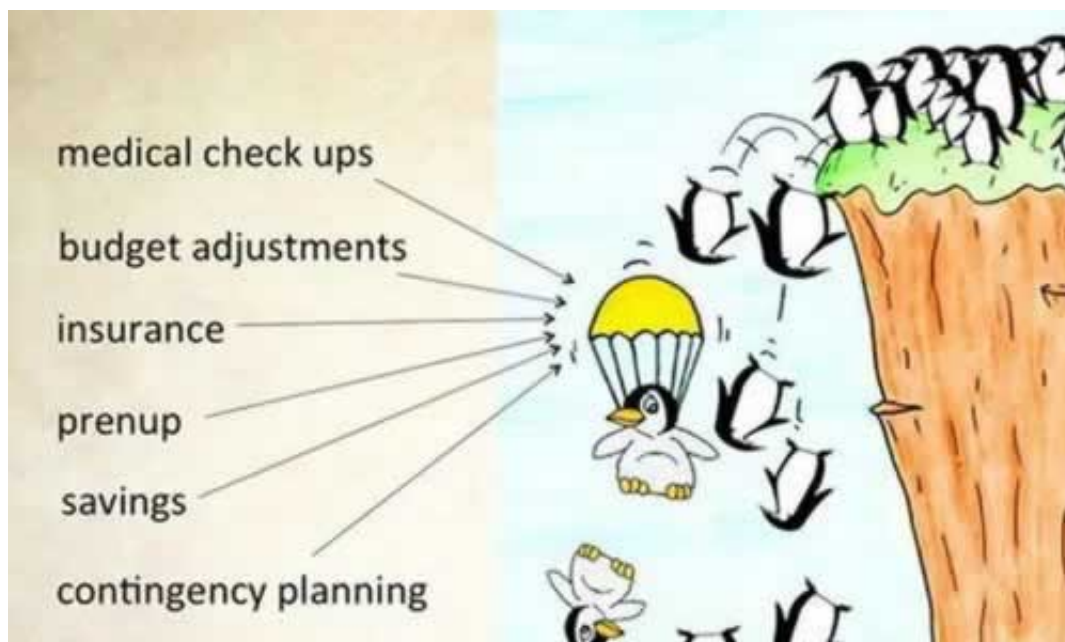 medical check ups
budget adjustments
insurance
prenup
savings
contingency planning